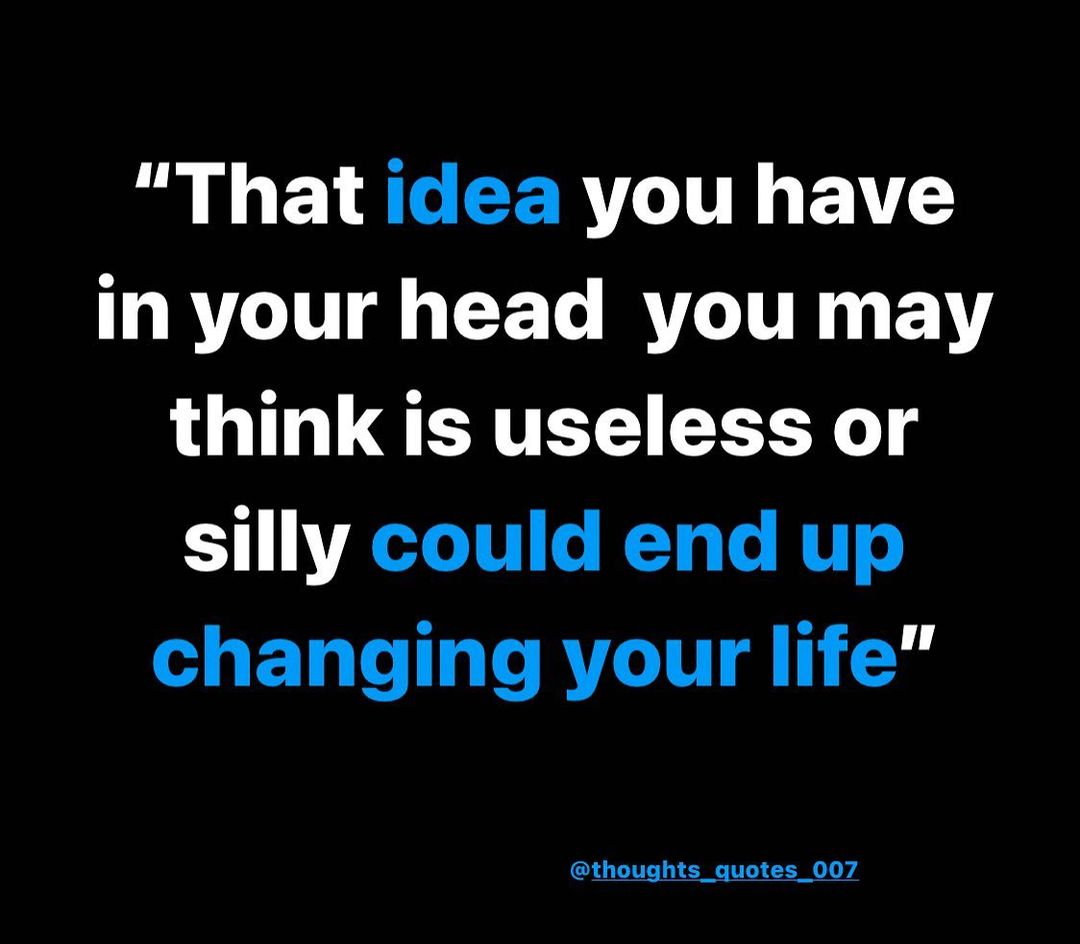 “That idea you have
in your head  you may
think is useless or
silly could end up
changing your life”
@thoughts_quotes_007